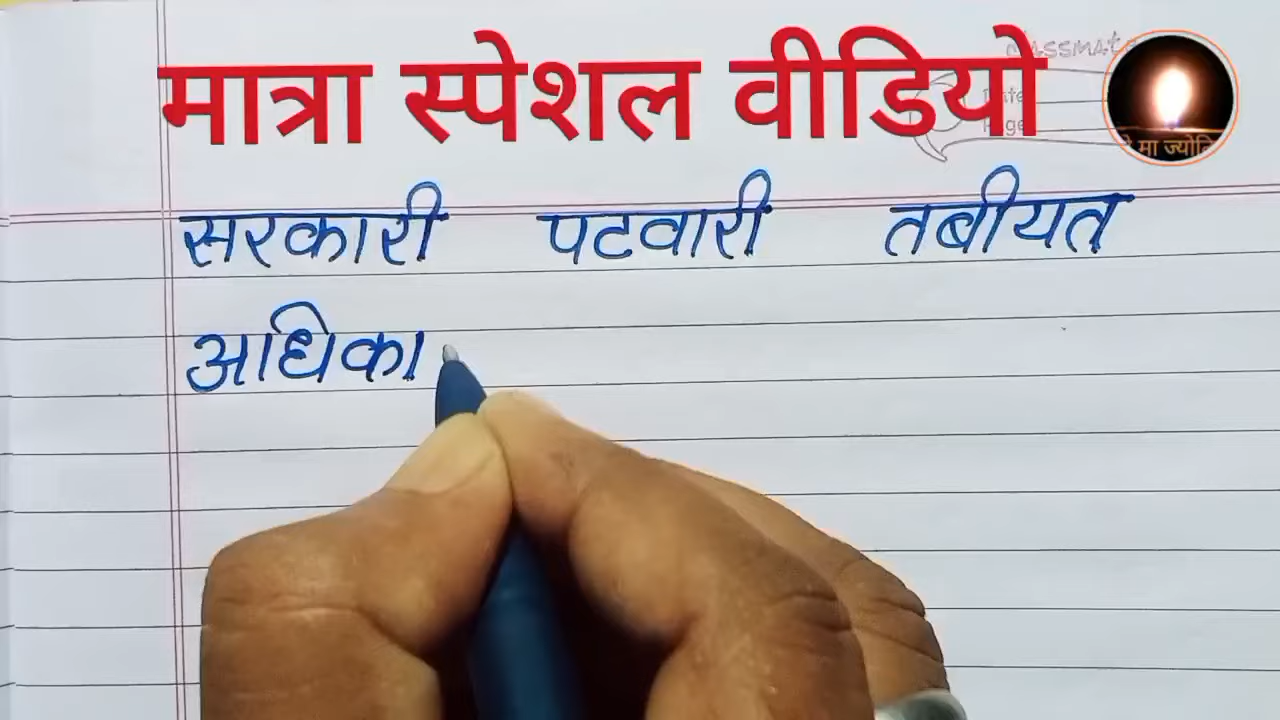 मात्रा स्पेशल वीडियो
सरकारी पटवारी तबीयत
अधिका